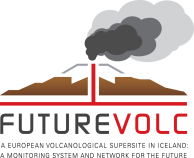 FUTUREVOLC
A EUROPEAN VOLCANOLOGICAL SUPERSITE IN ICELAND:
A MONITORING SYSTEM AND NETWORK FOR THE FUTURE